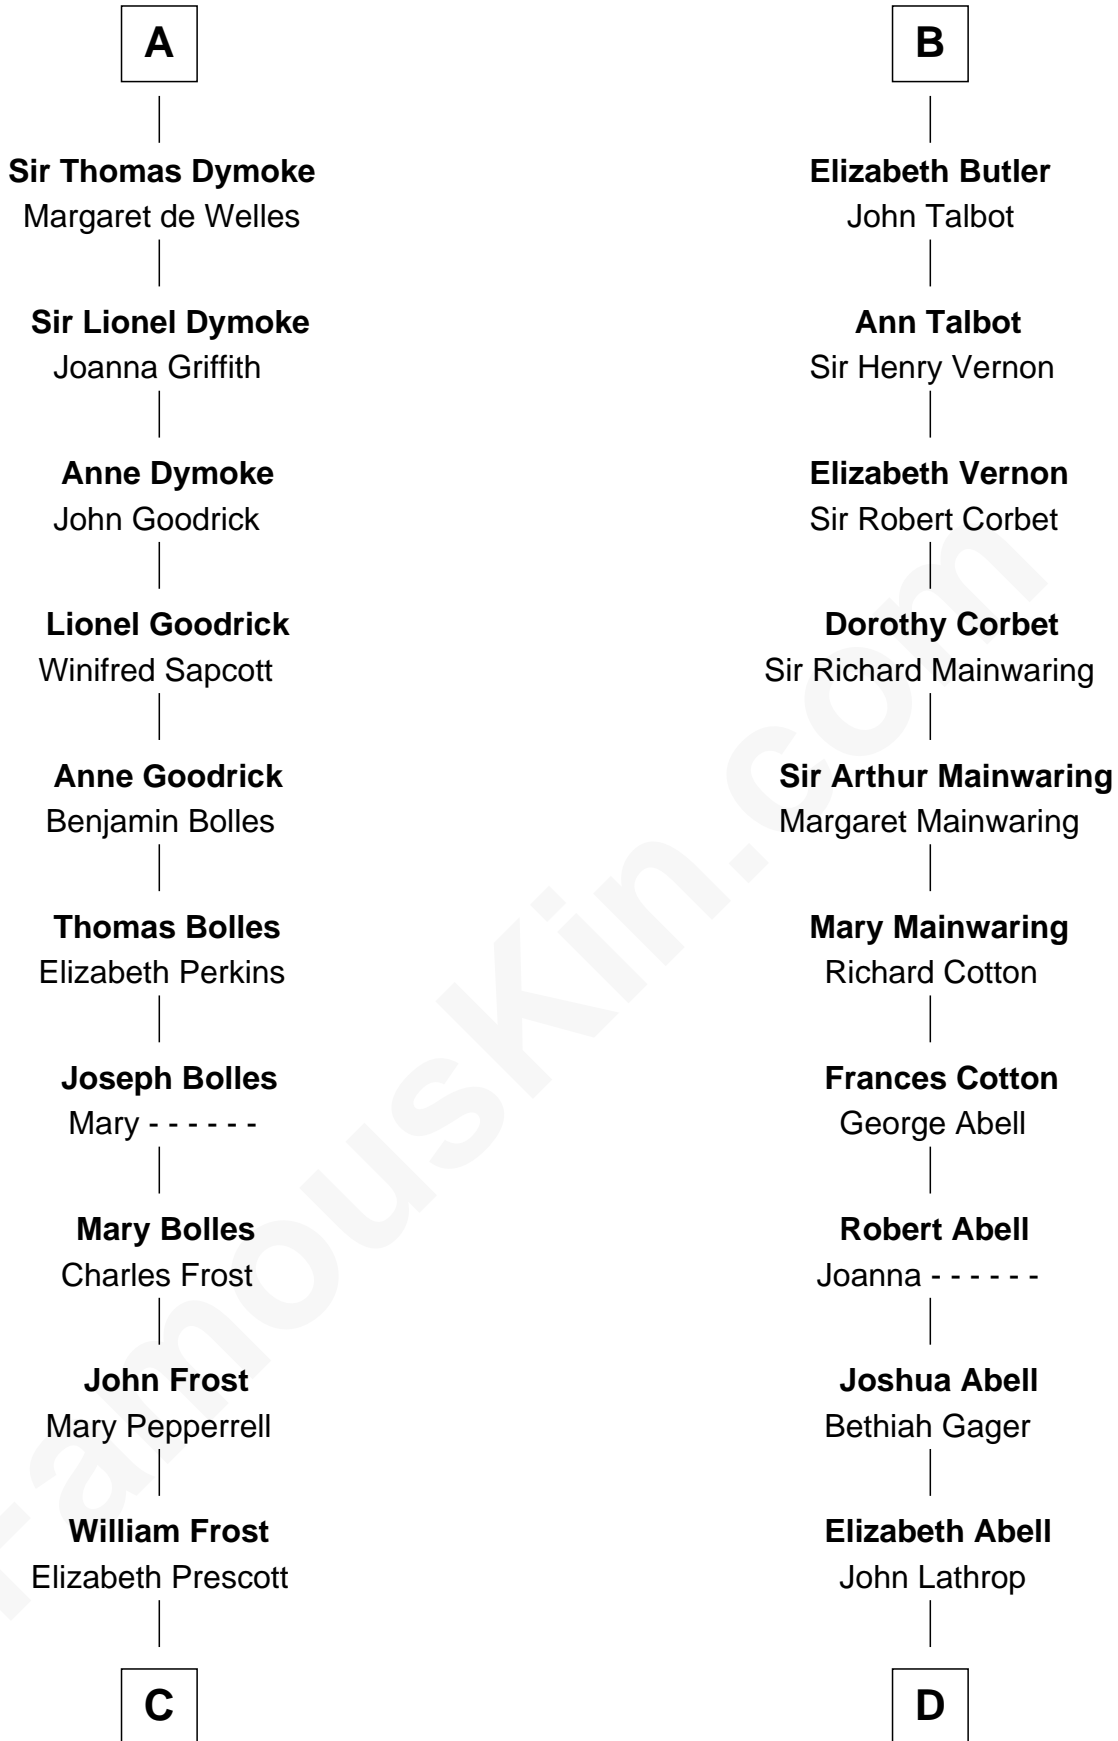 A
Sir Thomas Dymoke
Margaret de Welles
Sir Lionel Dymoke
Joanna Griffith
Anne Dymoke
John Goodrick
Lionel Goodrick
Winifred Sapcott
Anne Goodrick
Benjamin Bolles
Thomas Bolles
Elizabeth Perkins
Joseph Bolles
Mary - - - - - -
Mary Bolles
Charles Frost
John Frost
Mary Pepperrell
William Frost
Elizabeth Prescott
C
B
Elizabeth Butler
John Talbot
Ann Talbot
Sir Henry Vernon
Elizabeth Vernon
Sir Robert Corbet
Dorothy Corbet
Sir Richard Mainwaring
Sir Arthur Mainwaring
Margaret Mainwaring
Mary Mainwaring
Richard Cotton
Frances Cotton
George Abell
Robert Abell
Joanna - - - - - -
Joshua Abell
Bethiah Gager
Elizabeth Abell
John Lathrop
D
FamousKin.com